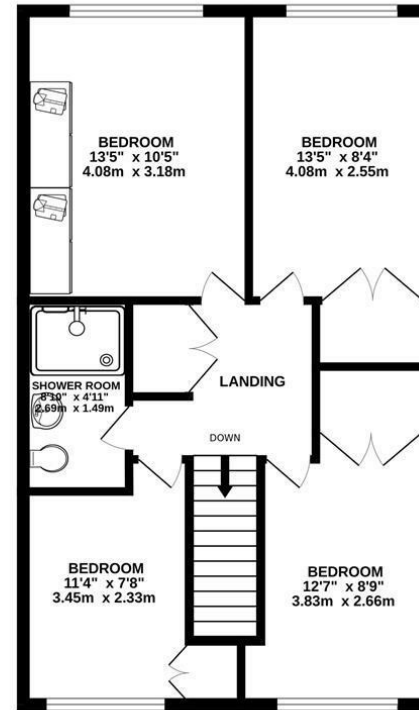 BEDROOM
13'5" x 10'5"
4.08m x 3.18m
BEDROOM
13'5" x 8'4"
4.08m x 2.55m
SHOWER ROOM
8'10" x 4'11"
2.69m x 1.49m
LANDING
DOWN
BEDROOM
11'4" x 7'8"
3.45m x 2.33m
BEDROOM
12'7" x 8'9"
3.83m x 2.66m